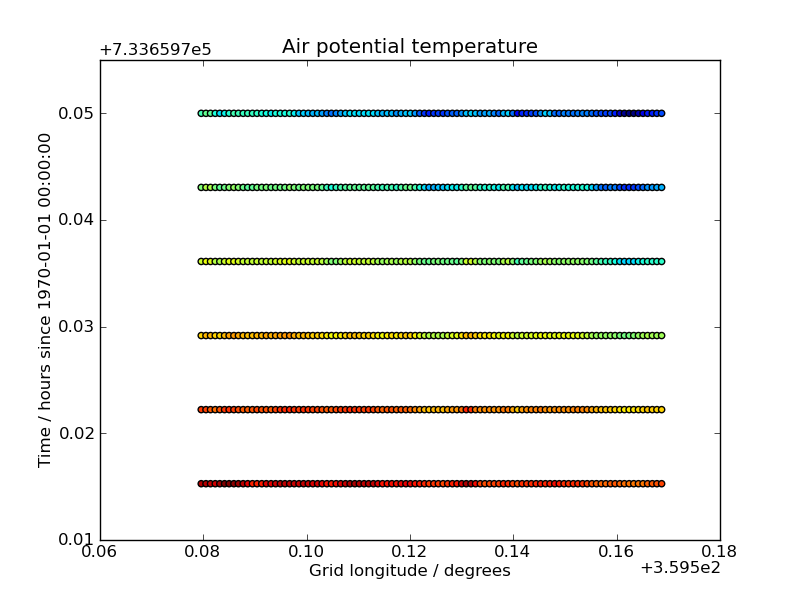 +7.336597e5
Air potential temperature
Time / hours since 1970-01-01 00:00:00
0.05
0.04
0.03
0.02
0.01
0.06
0.08
0.10
0.12
0.14
0.16
0.18
Grid longitude / degrees
+3.595e2